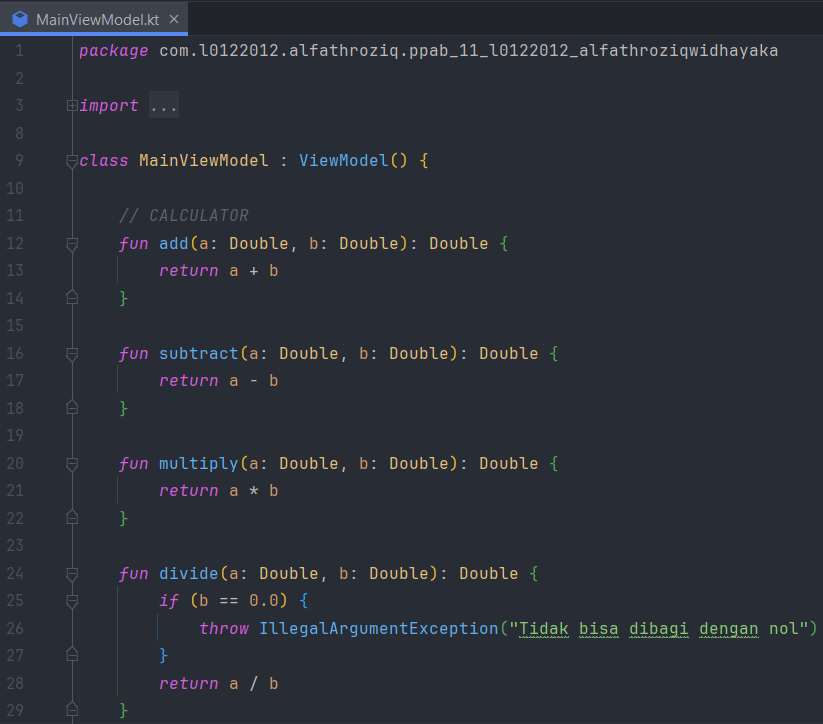 MainViewModel.kt ×
1 package com.l0122012.alfathroziq.ppab_11_l0122012_alfathroziqwidhayaka
2
3 import ...
8
9 class MainViewModel : ViewModel() {
10
11 // CALCULATOR
12 fun add(a: Double, b: Double): Double {
13 return a + b
14 }
15
16 fun subtract(a: Double, b: Double): Double {
17 return a - b
18 }
19
20 fun multiply(a: Double, b: Double): Double {
21 return a * b
22 }
23
24 fun divide(a: Double, b: Double): Double {
25 if (b == 0.0) {
26 throw IllegalArgumentException("Tidak bisa dibagi dengan nol")
27 }
28 return a / b
29 }